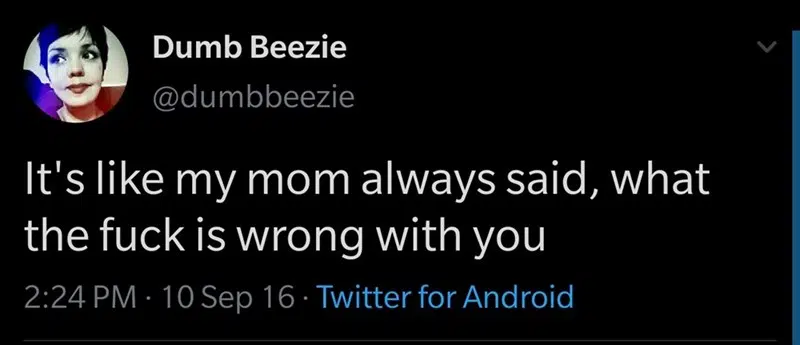 Dumb Beezie
@dumbbeezie
It's like my mom always said, what
the fuck is wrong with you
2:24 PM · 10 Sep 16 · Twitter for Android